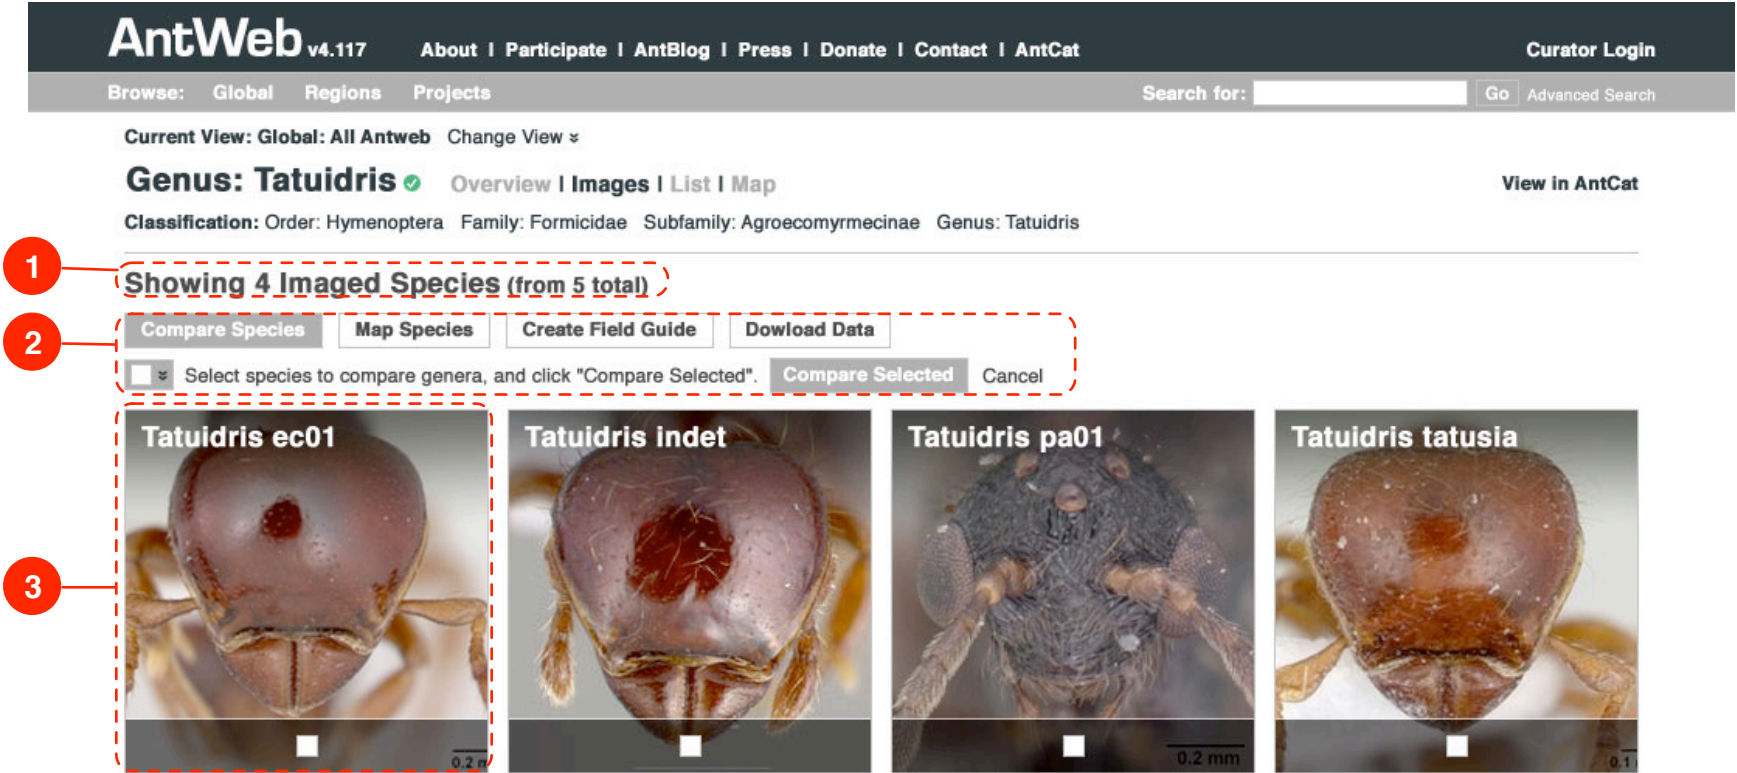 AntWeb v4.117 About | Participate | AntBlog | Press | Donate | Contact | AntCat Curator Login
Browse: Global Regions Projects Search for: Go Advanced Search
Current View: Global: All Antweb Change View
Genus: Tatuidris Overview | Images | List | Map View in AntCat
Classification: Order: Hymenoptera Family: Formicidae Subfamily: Agroecomyrmecinae Genus: Tatuidris
1
Showing 4 Imaged Species (from 5 total)
2
Compare Species Map Species Create Field Guide Dowload Data
Select species to compare genera, and click "Compare Selected". Compare Selected Cancel
Tatuidris ec01 Tatuidris indet Tatuidris pa01 Tatuidris tatusia
3
0.2 m 0.2 mm 0.1